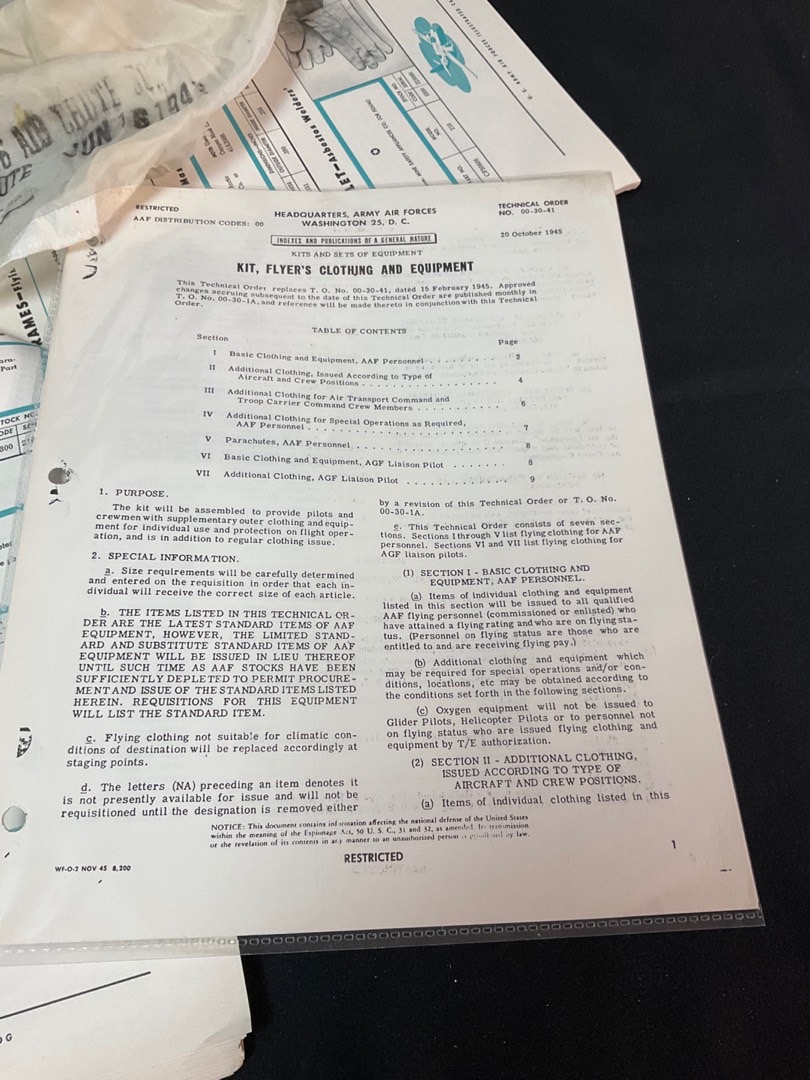 U. S. ARMY AIR FORCES ILLUSTRATED
AID CHUTE
JUN 6 194
LET—Asbestos Welders'
RESTRICTED
AAF DISTRIBUTION CODES: 00
HEADQUARTERS, ARMY AIR FORCES
WASHINGTON 25, D. C.
TECHNICAL ORDER
NO. 00-30-41
INDEXES AND PUBLICATIONS OF A GENERAL NATURE
20 October 1945
KITS AND SETS OF EQUIPMENT
KIT, FLYER'S CLOTHING AND EQUIPMENT
This Technical Order replaces T. O. No. 00-30-41, dated 15 February 1945. Approved
changes accruing subsequent to the date of this Technical Order are published monthly in
T. O. No. 00-30-1A, and reference will be made thereto in conjunction with this Technical
Order.
TABLE OF CONTENTS
Section Page
I Basic Clothing and Equipment, AAF Personnel . . . . . . . . . 2
II Additional Clothing, Issued According to Type of
Aircraft and Crew Positions . . . . . . . . . . . . . . . . . 4
III Additional Clothing for Air Transport Command and
Troop Carrier Command Crew Members . . . . . . . . . . 6
IV Additional Clothing for Special Operations as Required,
AAF Personnel . . . . . . . . . . . . . . . . . . . . . . . 7
V Parachutes, AAF Personnel . . . . . . . . . . . . . . . . . 8
VI Basic Clothing and Equipment, AGF Liaison Pilot . . . . . . . 8
VII Additional Clothing, AGF Liaison Pilot . . . . . . . . . . . . 9
1. PURPOSE.
The kit will be assembled to provide pilots and
crewmen with supplementary outer clothing and equip-
ment for individual use and protection on flight oper-
ation, and is in addition to regular clothing issue.
2. SPECIAL INFORMATION.
a. Size requirements will be carefully determined
and entered on the requisition in order that each in-
dividual will receive the correct size of each article.
b. THE ITEMS LISTED IN THIS TECHNICAL OR-
DER ARE THE LATEST STANDARD ITEMS OF AAF
EQUIPMENT, HOWEVER, THE LIMITED STAND-
ARD AND SUBSTITUTE STANDARD ITEMS OF AAF
EQUIPMENT WILL BE ISSUED IN LIEU THEREOF
UNTIL SUCH TIME AS AAF STOCKS HAVE BEEN
SUFFICIENTLY DEPLETED TO PERMIT PROCURE-
MENT AND ISSUE OF THE STANDARD ITEMS LISTED
HEREIN. REQUISITIONS FOR THIS EQUIPMENT
WILL LIST THE STANDARD ITEM.
c. Flying clothing not suitable for climatic con-
ditions of destination will be replaced accordingly at
staging points.
d. The letters (NA) preceding an item denotes it
is not presently available for issue and will not be
requisitioned until the designation is removed either
by a revision of this Technical Order or T. O. No.
00-30-1A.
e. This Technical Order consists of seven sec-
tions. Sections I through V list flying clothing for AAF
personnel. Sections VI and VII list flying clothing for
AGF liaison pilots.
(1) SECTION I - BASIC CLOTHING AND
EQUIPMENT, AAF PERSONNEL.
(a) Items of individual clothing and equipment
listed in this section will be issued to all qualified
AAF flying personnel (commissioned or enlisted) who
have attained a flying rating and who are on flying sta-
tus. (Personnel on flying status are those who are
entitled to and are receiving flying pay.)
(b) Additional clothing and equipment which
may be required for special operations and/or con-
ditions, locations, etc may be obtained according to
the conditions set forth in the following sections.
(c) Oxygen equipment will not be issued to
Glider Pilots, Helicopter Pilots or to personnel not
on flying status who are issued flying clothing and
equipment by T/E authorization.
(2) SECTION II - ADDITIONAL CLOTHING,
ISSUED ACCORDING TO TYPE OF
AIRCRAFT AND CREW POSITIONS.
(a) Items of individual clothing listed in this
NOTICE: This document contains information affecting the national defense of the United States
within the meaning of the Espionage Act, 50 U. S. C., 31 and 32, as amended. Its transmission
or the revelation of its contents in any manner to an unauthorized person is prohibited by law.
RESTRICTED
1
WF-O-2 NOV 45 8,200